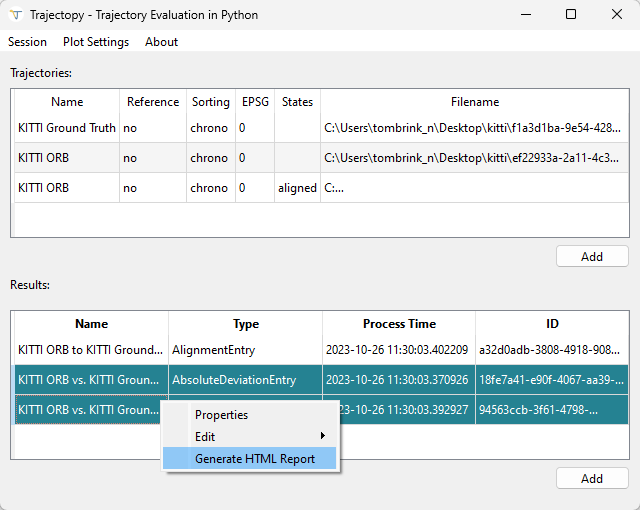 Trajectopy - Trajectory Evaluation in Python
Session Plot Settings About
Trajectories:
Name Reference Sorting EPSG States Filename
KITTI Ground Truth no chrono 0 C:\Users\tombrink_n\Desktop\kitti\f1a3d1ba-9e54-428...
KITTI ORB no chrono 0 C:\Users\tombrink_n\Desktop\kitti\ef22933a-2a11-4c3...
KITTI ORB no chrono 0 aligned C:...
Add
Results:
Name Type Process Time ID
KITTI ORB to KITTI Ground... AlignmentEntry 2023-10-26 11:30:03.402209 a32d0adb-3808-4918-908...
KITTI ORB vs. KITTI Groun... AbsoluteDeviationEntry 2023-10-26 11:30:03.370926 18fe7a41-e90f-4067-aa39-...
KITTI ORB vs. KITTI Groun... 2023-10-26 11:30:03.392927 94563ccb-3f61-4798-...
Properties
Edit
Generate HTML Report
Add